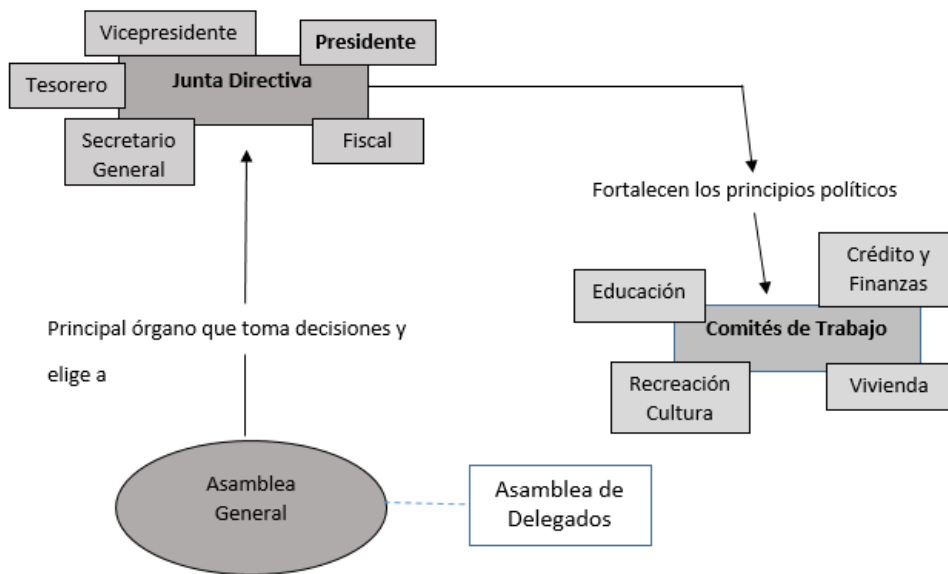 Vicepresidente
Presidente
Tesorero
Junta Directiva
Secretario
General
Fiscal
Fortalecen los principios políticos
Crédito y
Finanzas
Educación
Comités de Trabajo
Recreación
Cultura
Vivienda
Principal órgano que toma decisiones y
elige a
Asamblea
General
Asamblea de
Delegados